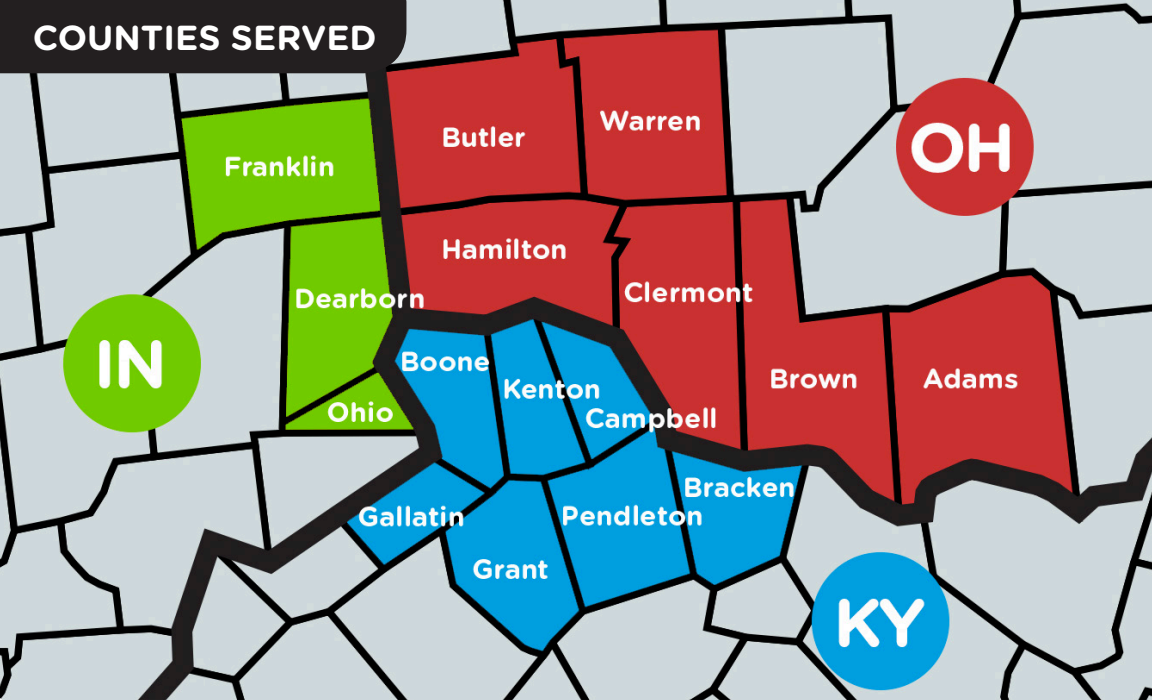 COUNTIES SERVED
Butler
Warren
OH
Franklin
Hamilton
Clermont
Dearborn
IN
Boone
Kenton
Brown
Adams
Ohio
Campbell
Bracken
Gallatin
Pendleton
Grant
KY